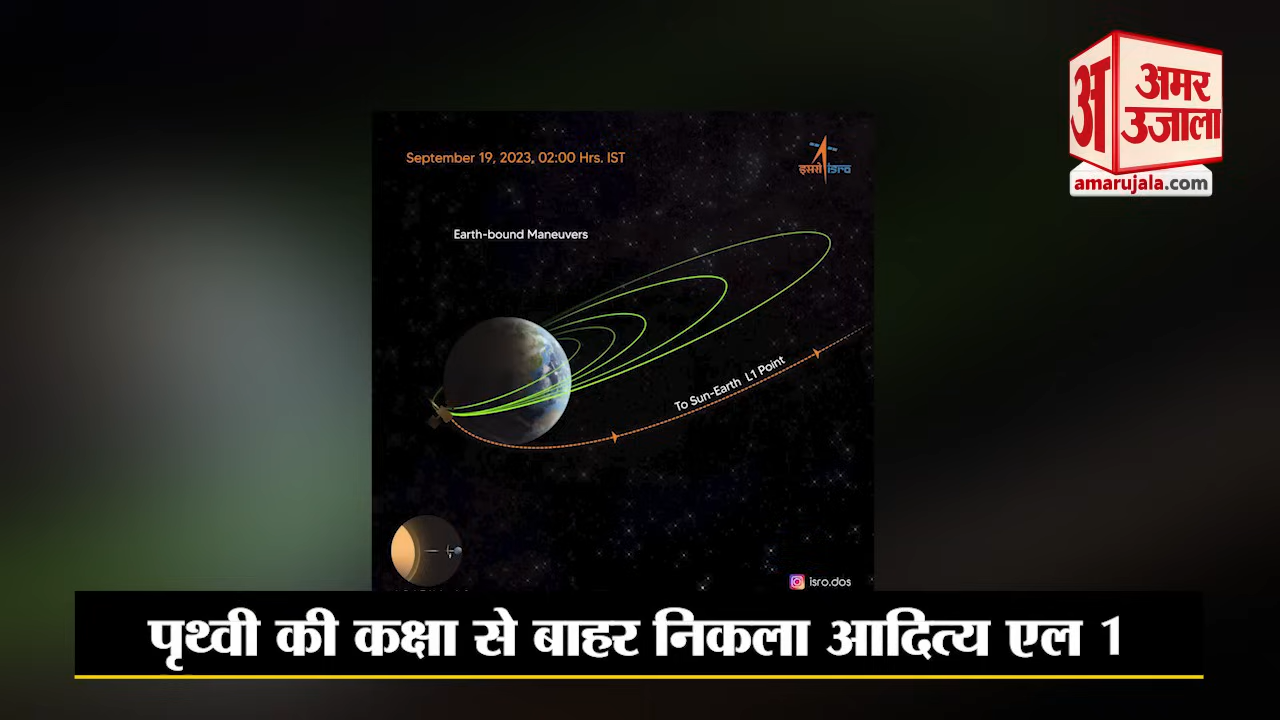 अ
अमर
उजाला
amarujala.com
September 19, 2023, 02:00 Hrs. IST
इसरो isro
Earth-bound Maneuvers
To Sun-Earth L1 Point
isro.dos
पृथ्वी की कक्षा से बाहर निकला आदित्य एल 1